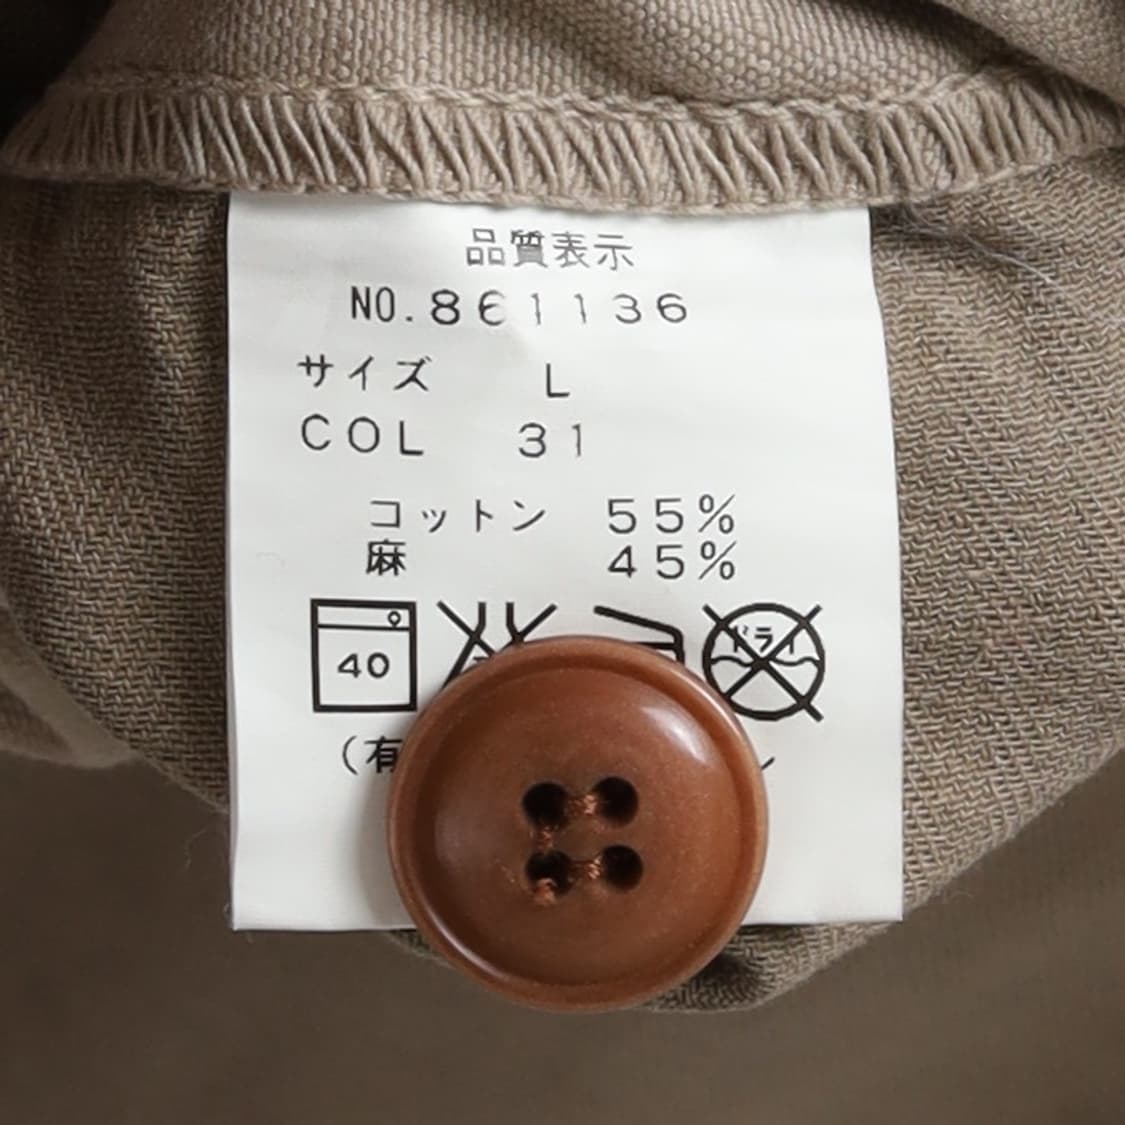 品質表示
NO.861136
サイズ L
COL 31
コットン 55%
麻 45%
40 ドライ
(有